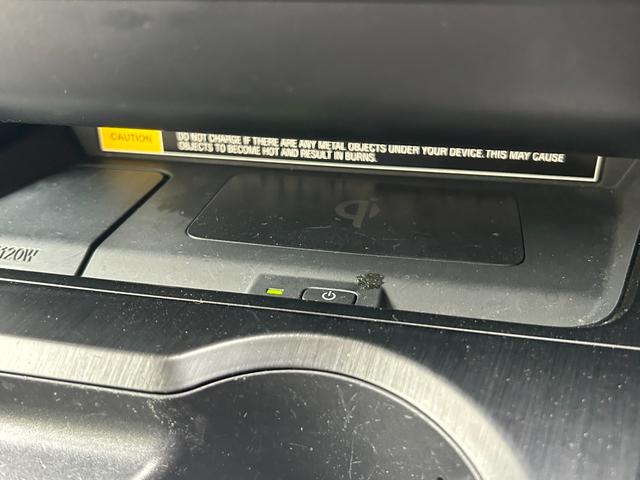 CAUTION
DO NOT CHARGE IF THERE ARE ANY METAL OBJECTS UNDER YOUR DEVICE. THIS MAY CAUSE
OBJECTS TO BECOME HOT AND RESULT IN BURNS.
qi
120W